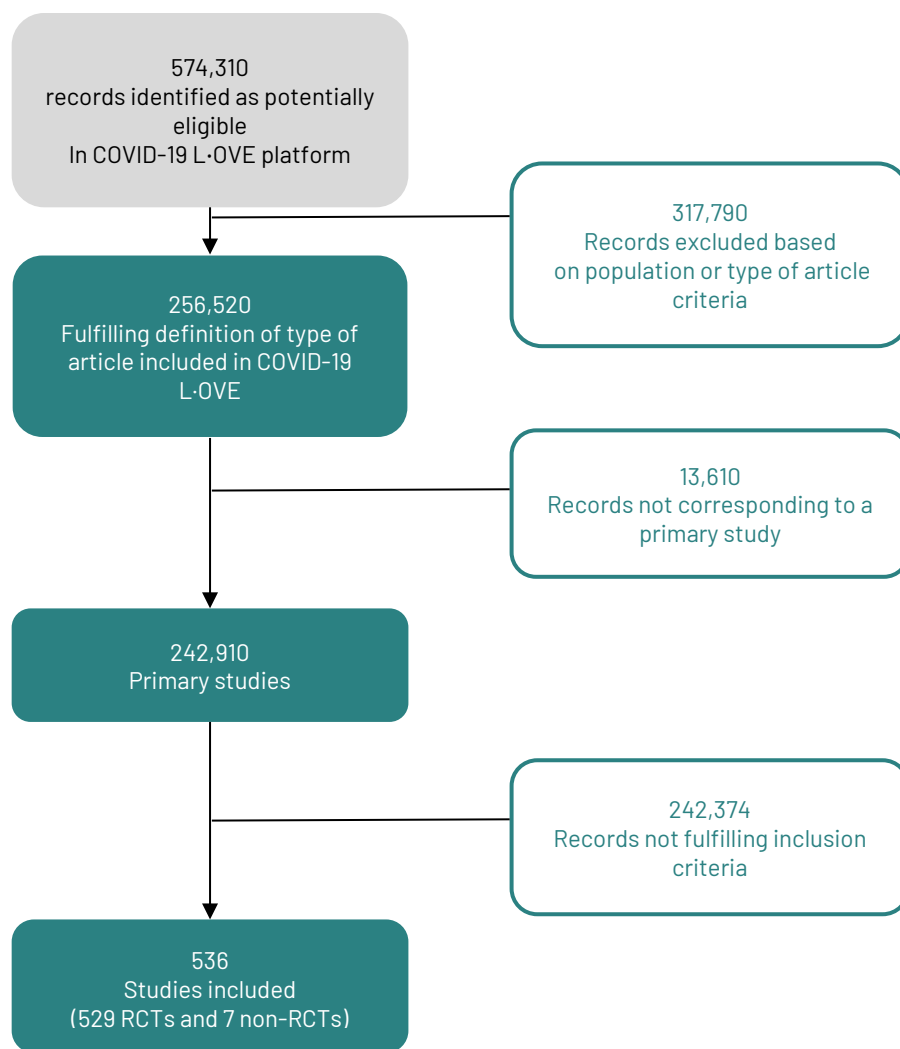 574,310
records identified as potentially
eligible
In COVID-19 L·OVE platform
317,790
Records excluded based
on population or type of article
criteria
256,520
Fulfilling definition of type of
article included in COVID-19
L·OVE
13,610
Records not corresponding to a
primary study
242,910
Primary studies
242,374
Records not fulfilling inclusion
criteria
536
Studies included
(529 RCTs and 7 non-RCTs)